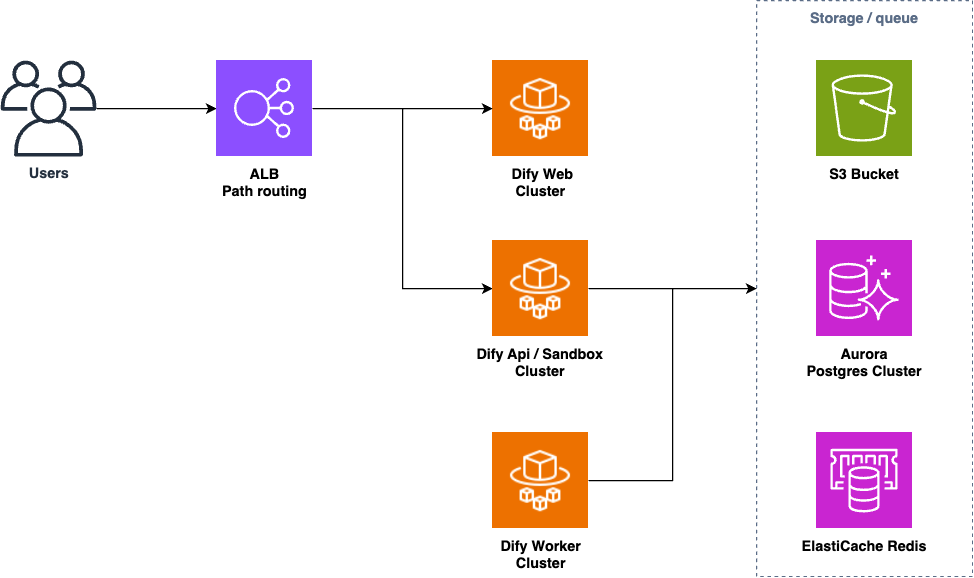 Storage / queue
Users
ALB
Path routing
Dify Web
Cluster
S3 Bucket
Dify Api / Sandbox
Cluster
Aurora
Postgres Cluster
Dify Worker
Cluster
ElastiCache Redis